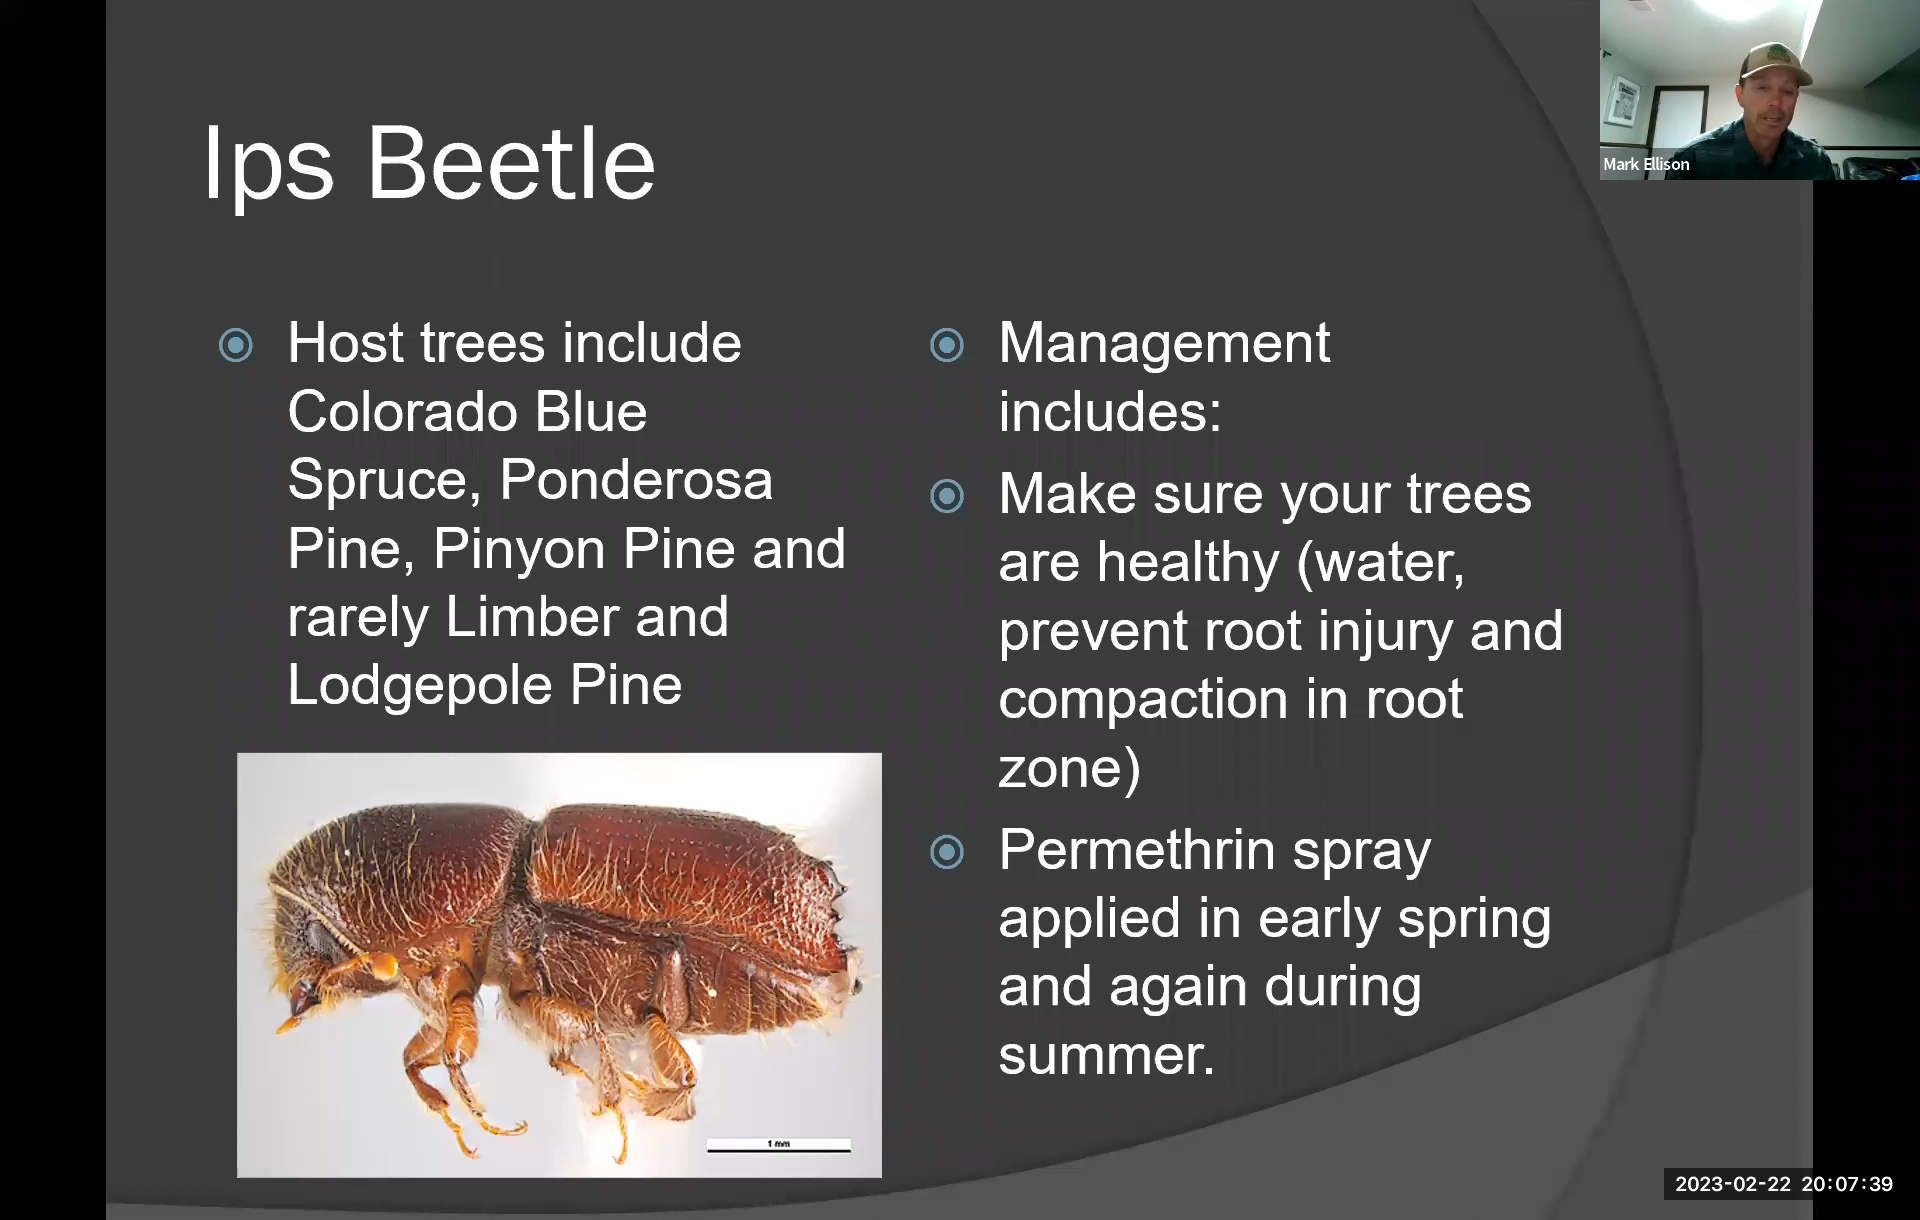 Ips Beetle
Host trees include
Colorado Blue
Spruce, Ponderosa
Pine, Pinyon Pine and
rarely Limber and
Lodgepole Pine
Management
includes:
Make sure your trees
are healthy (water,
prevent root injury and
compaction in root
zone)
Permethrin spray
applied in early spring
and again during
summer.
1 mm
Mark Ellison
2023-02-22 20:07:39